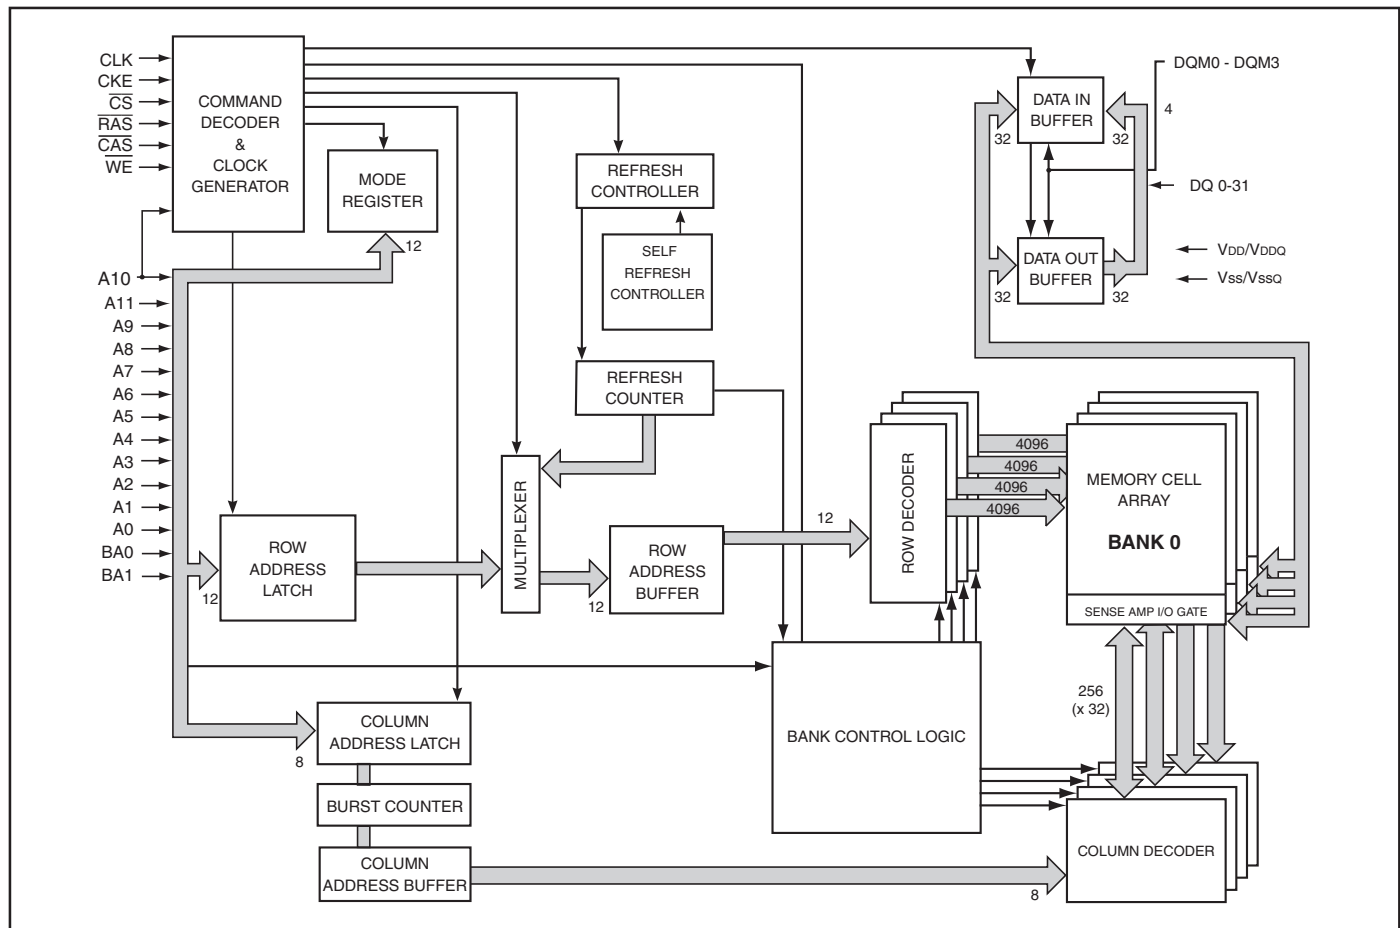 CLK
CKE
CS
RAS
CAS
WE
A10
A11
A9
A8
A7
A6
A5
A4
A3
A2
A1
A0
BA0
BA1
COMMAND
DECODER
&
CLOCK
GENERATOR
MODE
REGISTER
12
REFRESH
CONTROLLER
SELF
REFRESH
CONTROLLER
REFRESH
COUNTER
DATA IN
BUFFER
32
32
DQM0 - DQM3
4
DQ 0-31
DATA OUT
BUFFER
32
32
VDD/VDDQ
Vss/VssQ
ROW
ADDRESS
LATCH
12
MULTIPLEXER
12
ROW
ADDRESS
BUFFER
12
ROW DECODER
4096
4096
4096
4096
MEMORY CELL
ARRAY
BANK 0
SENSE AMP I/O GATE
256
(x 32)
BANK CONTROL LOGIC
COLUMN
ADDRESS LATCH
8
BURST COUNTER
COLUMN
ADDRESS BUFFER
8
COLUMN DECODER